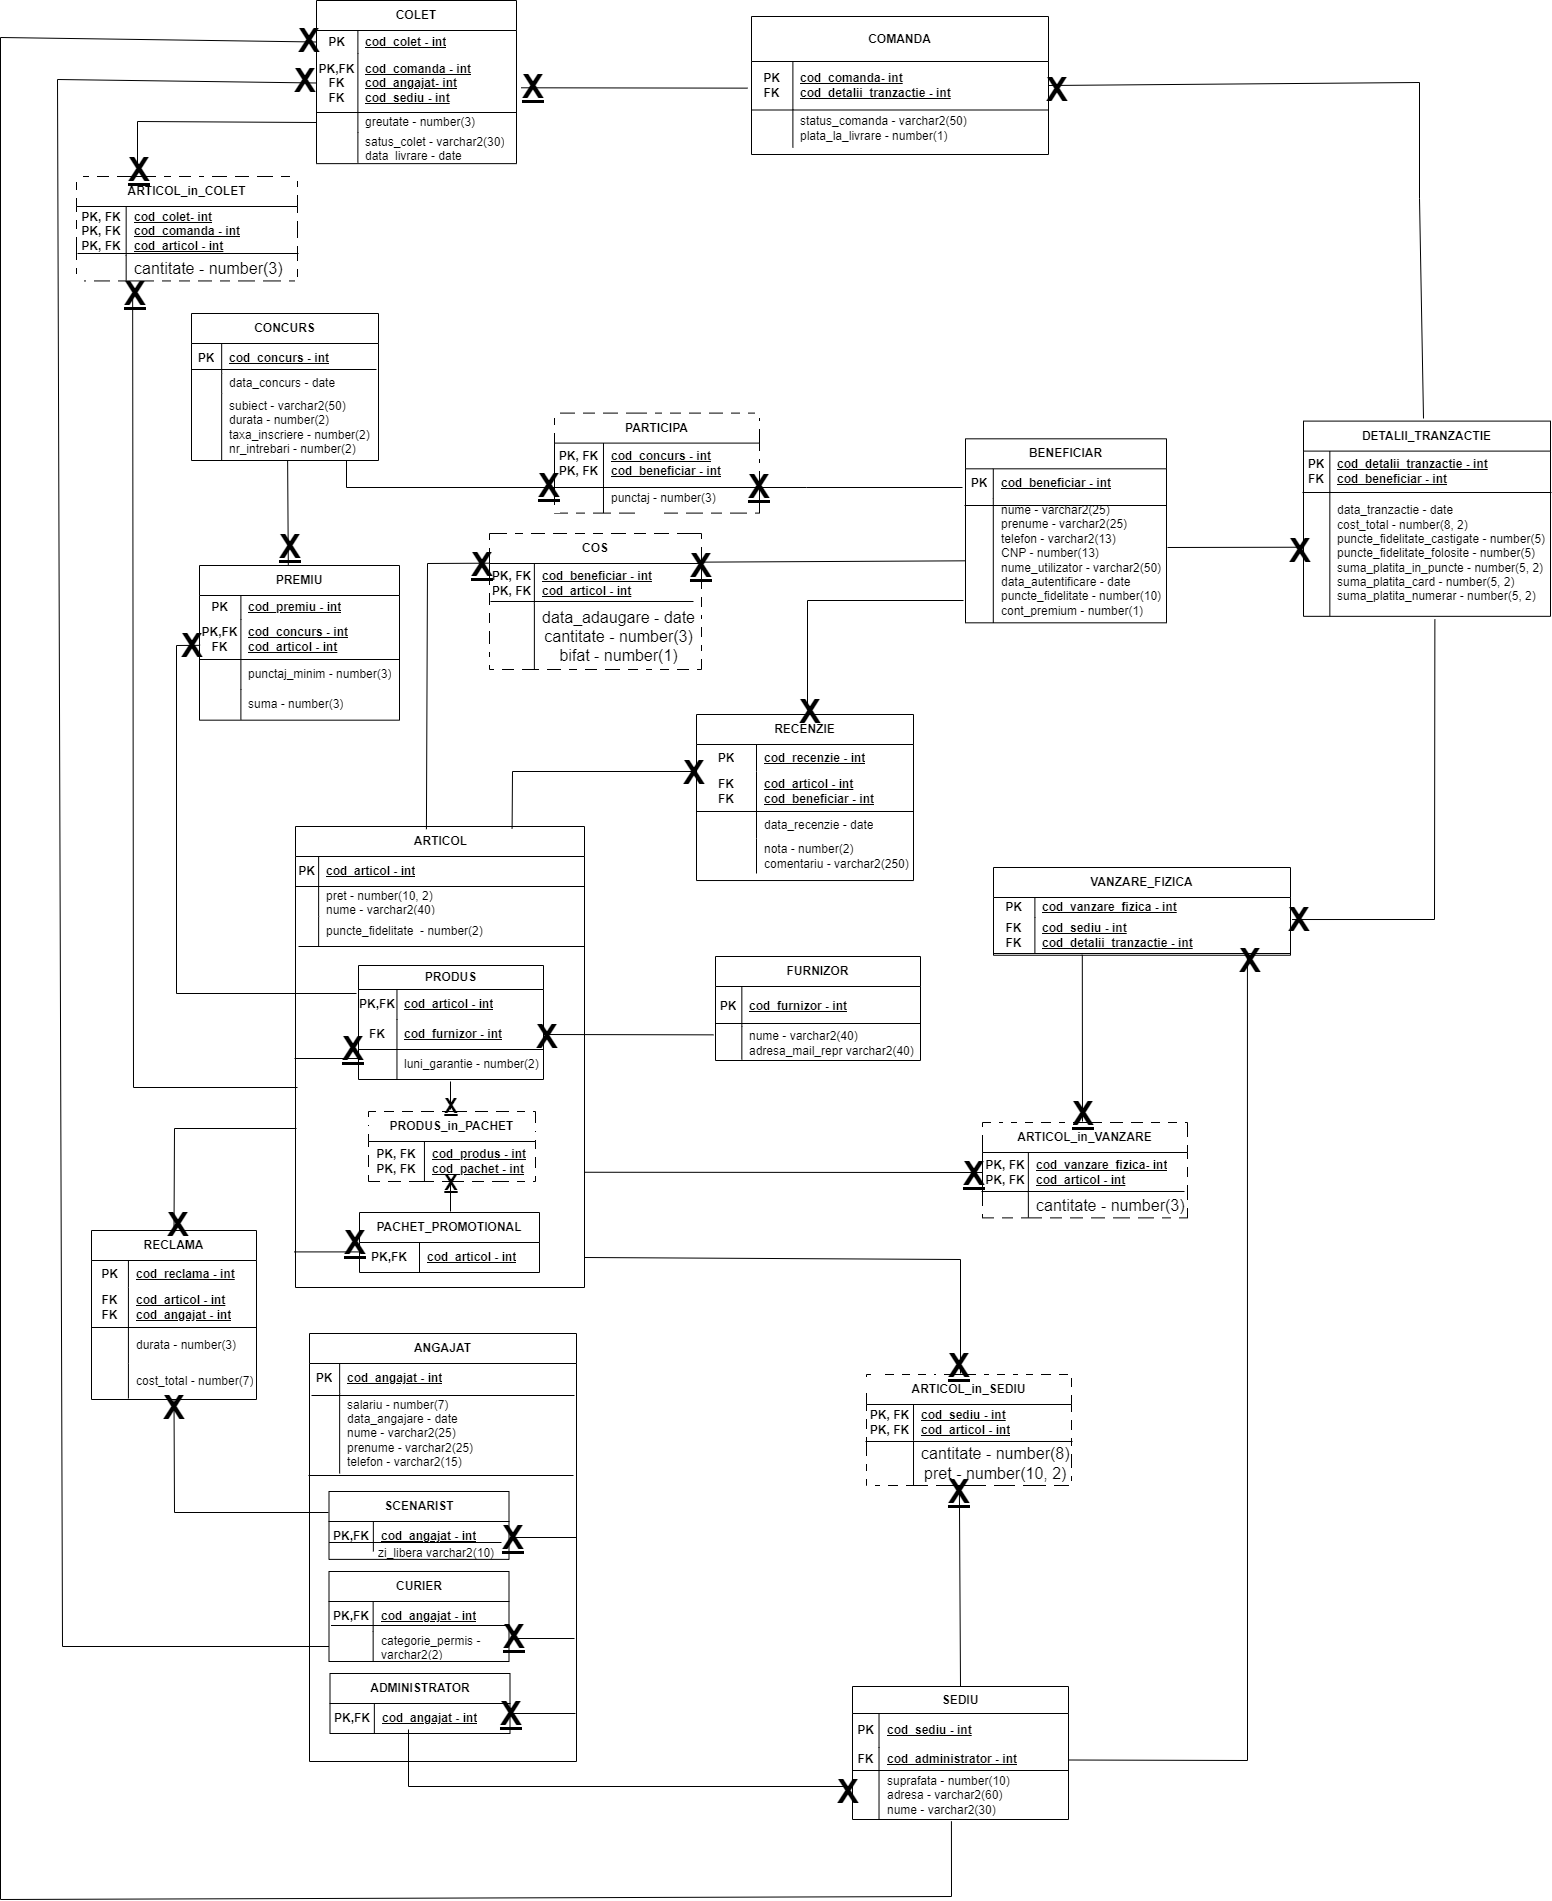 COLET
PK cod_colet - int
PK,FK cod_comanda - int
FK cod_angajat- int
FK cod_sediu - int
greutate - number(3)
satus_colet - varchar2(30)
data_livrare - date
COMANDA
PK cod_comanda- int
FK cod_detalii_tranzactie - int
status_comanda - varchar2(50)
plata_la_livrare - number(1)
X
X
X
X
X
ARTICOL_in_COLET
PK, FK cod_colet- int
PK, FK cod_comanda - int
PK, FK cod_articol - int
cantitate - number(3)
X
CONCURS
PK cod_concurs - int
data_concurs - date
subiect - varchar2(50)
durata - number(2)
taxa_inscriere - number(2)
nr_intrebari - number(2)
PARTICIPA
PK, FK cod_concurs - int
PK, FK cod_beneficiar - int
punctaj - number(3)
X
X
BENEFICIAR
PK cod_beneficiar - int
nume - varchar2(25)
prenume - varchar2(25)
telefon - varchar2(13)
CNP - number(13)
nume_utilizator - varchar2(50)
data_autentificare - date
puncte_fidelitate - number(10)
cont_premium - number(1)
DETALII_TRANZACTIE
PK cod_detalii_tranzactie - int
FK cod_beneficiar - int
data_tranzactie - date
cost_total - number(8, 2)
puncte_fidelitate_castigate - number(5)
puncte_fidelitate_folosite - number(5)
suma_platita_in_puncte - number(5, 2)
suma_platita_card - number(5, 2)
suma_platita_numerar - number(5, 2)
X
X
COS
PK, FK cod_beneficiar - int
PK, FK cod_articol - int
data_adaugare - date
cantitate - number(3)
bifat - number(1)
X
X
PREMIU
PK cod_premiu - int
PK,FK cod_concurs - int
FK cod_articol - int
punctaj_minim - number(3)
suma - number(3)
X
X
RECENZIE
PK cod_recenzie - int
FK cod_articol - int
FK cod_beneficiar - int
data_recenzie - date
nota - number(2)
comentariu - varchar2(250)
X
ARTICOL
PK cod_articol - int
pret - number(10, 2)
nume - varchar2(40)
puncte_fidelitate  - number(2)
VANZARE_FIZICA
PK cod_vanzare_fizica - int
FK cod_sediu - int
FK cod_detalii_tranzactie - int
X
X
PRODUS
PK,FK cod_articol - int
FK cod_furnizor - int
luni_garantie - number(2)
X
X
FURNIZOR
PK cod_furnizor - int
nume - varchar2(40)
adresa_mail_repr varchar2(40)
X
PRODUS_in_PACHET
PK, FK cod_produs - int
PK, FK cod_pachet - int
X
X
ARTICOL_in_VANZARE
PK, FK cod_vanzare_fizica- int
PK, FK cod_articol - int
cantitate - number(3)
X
PACHET_PROMOTIONAL
PK,FK cod_articol - int
X
X
RECLAMA
PK cod_reclama - int
FK cod_articol - int
FK cod_angajat - int
durata - number(3)
cost_total - number(7)
X
ANGAJAT
PK cod_angajat - int
salariu - number(7)
data_angajare - date
nume - varchar2(25)
prenume - varchar2(25)
telefon - varchar2(15)
X
ARTICOL_in_SEDIU
PK, FK cod_sediu - int
PK, FK cod_articol - int
cantitate - number(8)
pret - number(10, 2)
X
SCENARIST
PK,FK cod_angajat - int
zi_libera varchar2(10)
X
CURIER
PK,FK cod_angajat - int
categorie_permis -
varchar2(2)
X
ADMINISTRATOR
PK,FK cod_angajat - int
X
SEDIU
PK cod_sediu - int
FK cod_administrator - int
suprafata - number(10)
adresa - varchar2(60)
nume - varchar2(30)
X